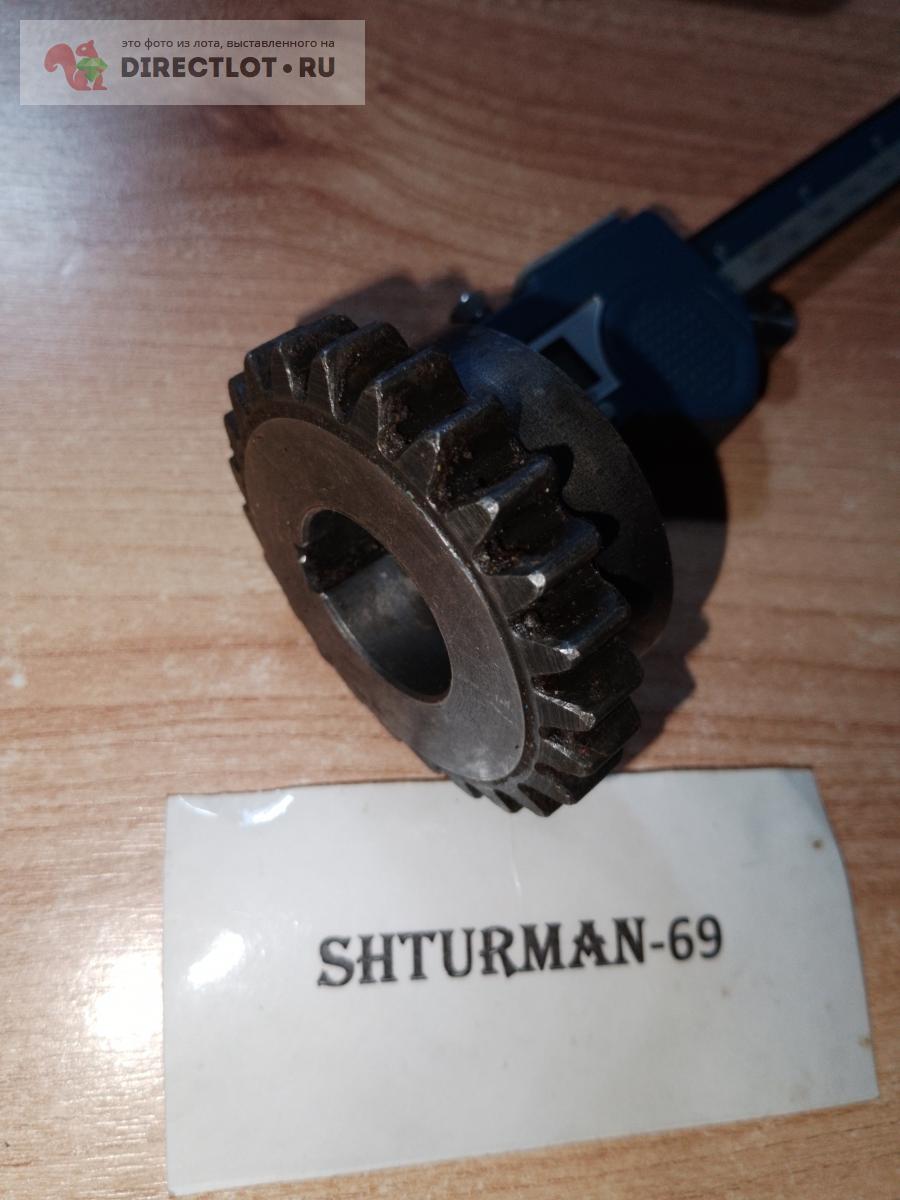 это фото из лота, выставленного на
DIRECTLOT•RU
SHTURMAN-69